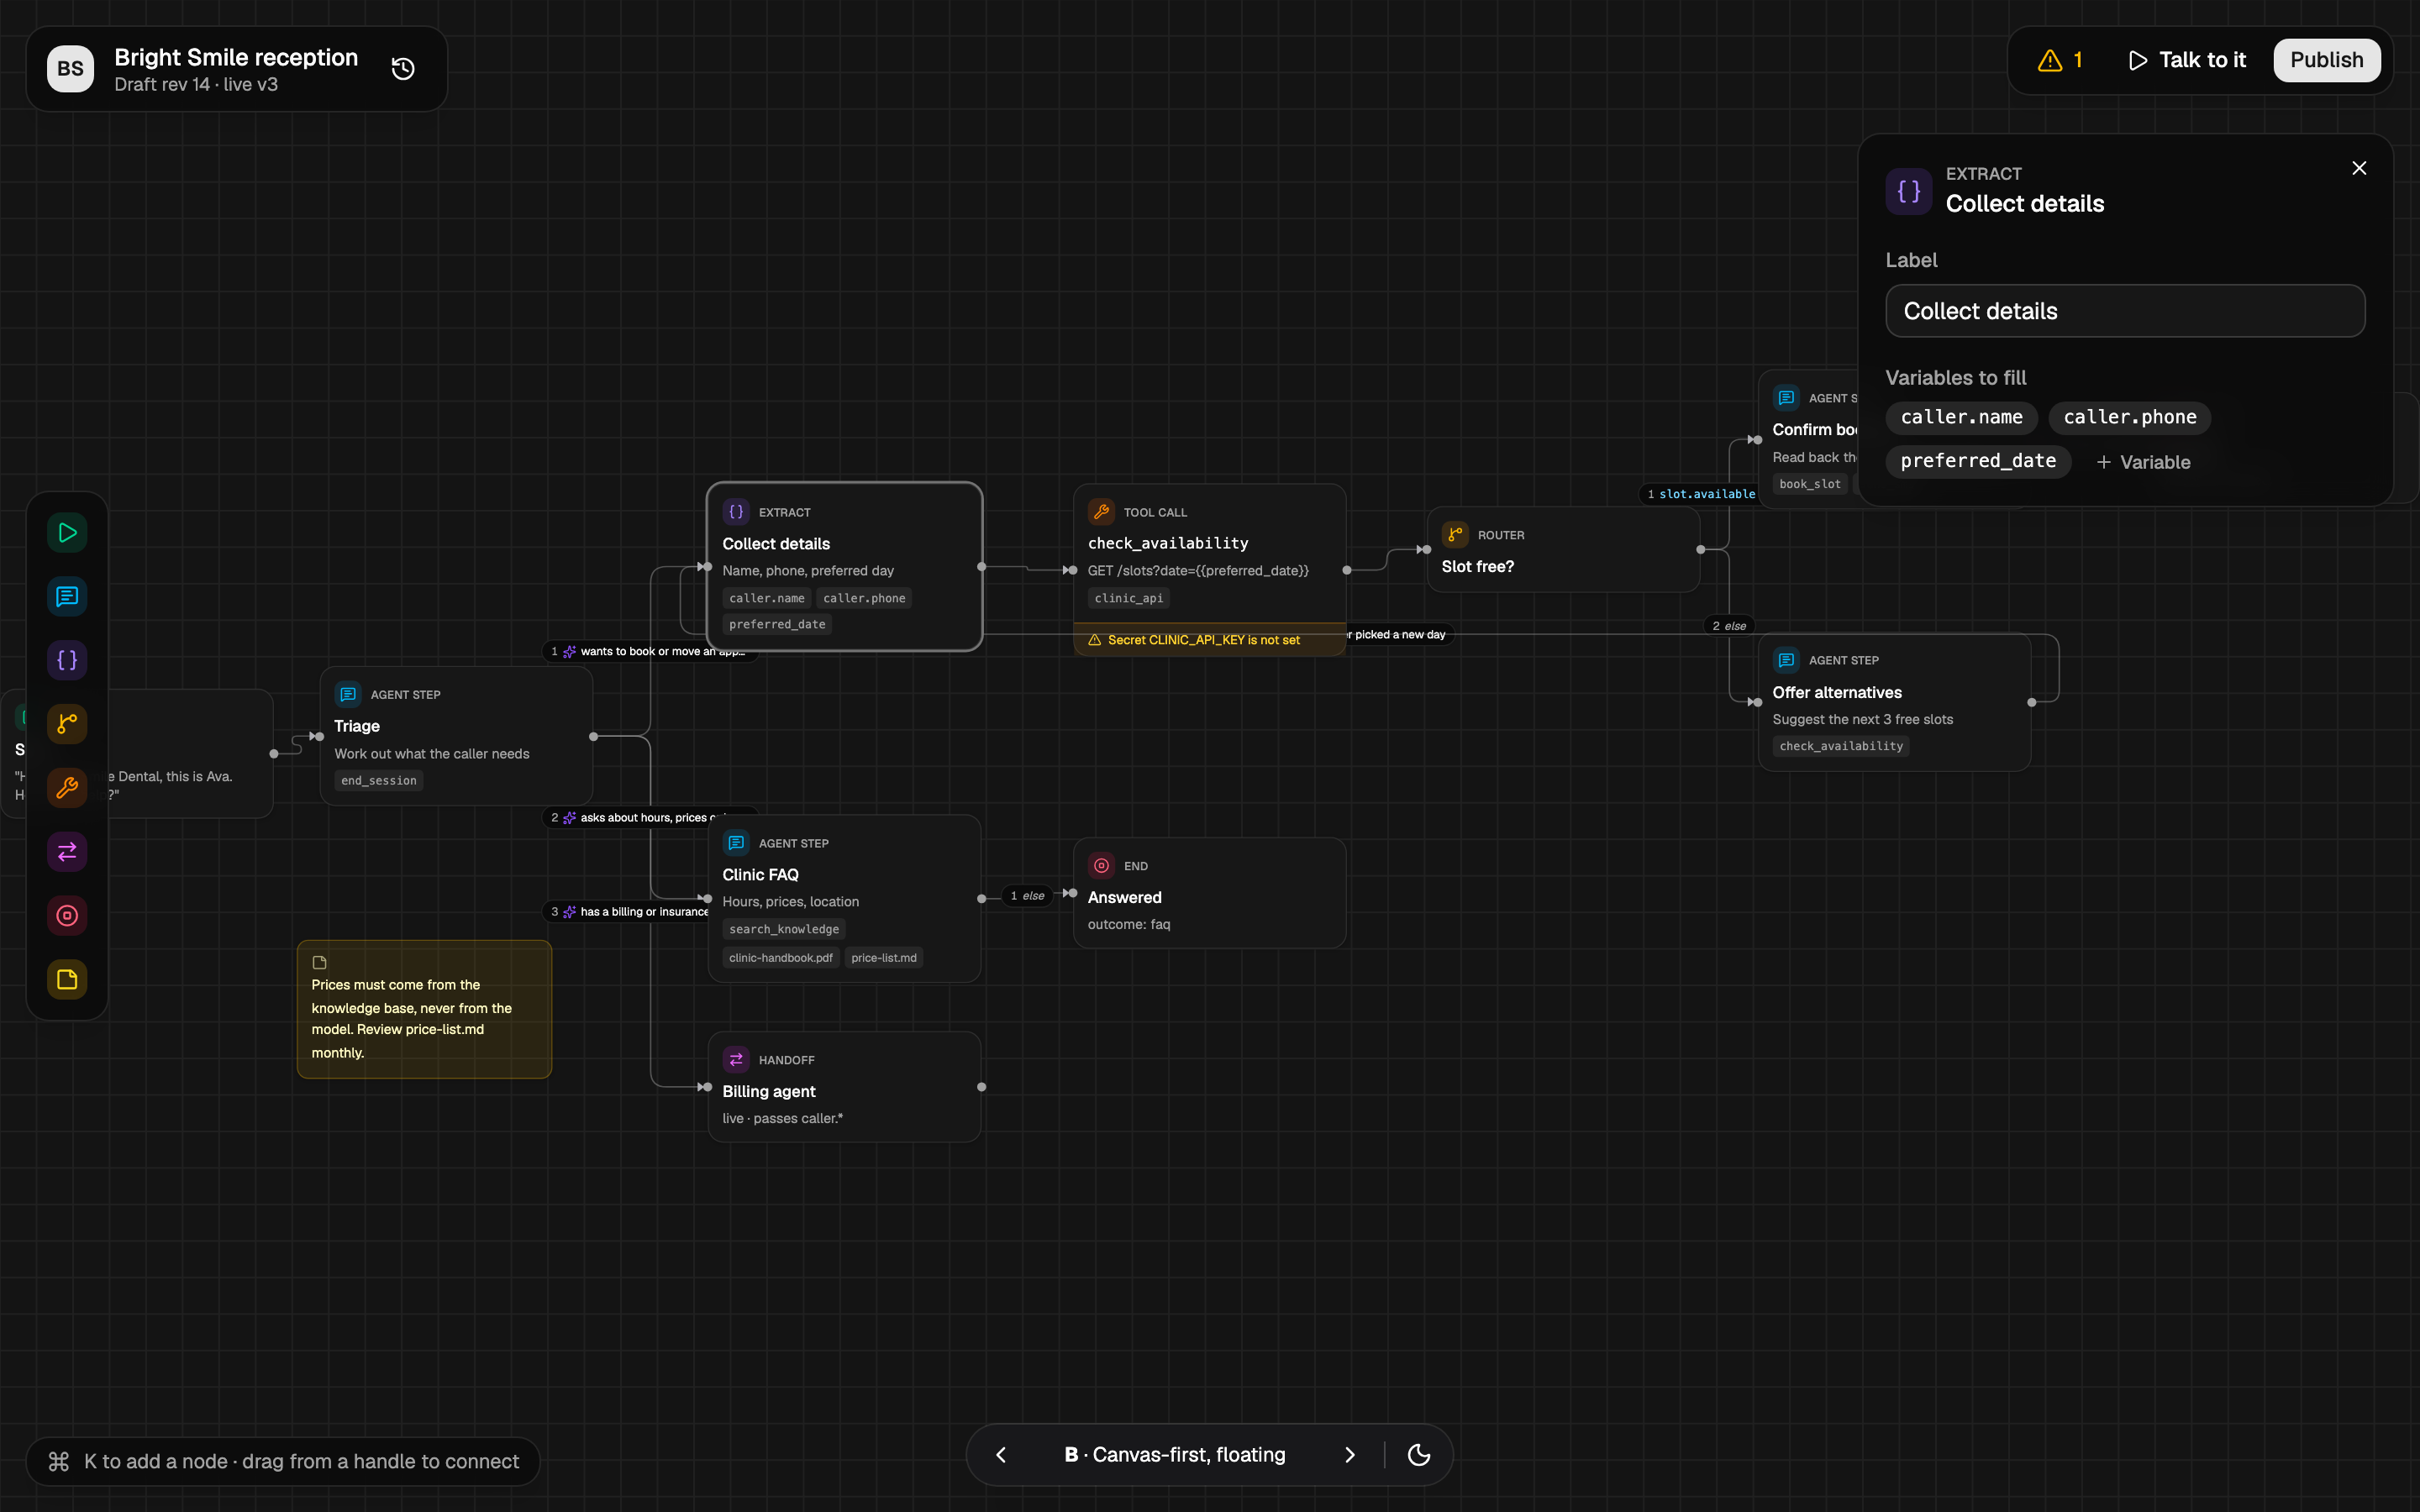 BS
Bright Smile reception
Draft rev 14 · live v3
1
Talk to it
Publish
EXTRACT
Collect details
Label
Collect details
Variables to fill
caller.name
caller.phone
preferred_date
+ Variable
AGENT S
Confirm bo
Read back th
book_slot
1 slot.available
EXTRACT
Collect details
Name, phone, preferred day
caller.name
caller.phone
preferred_date
TOOL CALL
check_availability
GET /slots?date={{preferred_date}}
clinic_api
Secret CLINIC_API_KEY is not set
picked a new day
ROUTER
Slot free?
2 else
AGENT STEP
Offer alternatives
Suggest the next 3 free slots
check_availability
1 wants to book or move an app…
AGENT STEP
Triage
Work out what the caller needs
end_session
S
"H
e Dental, this is Ava.
H
?"
2 asks about hours, prices
AGENT STEP
Clinic FAQ
Hours, prices, location
search_knowledge
clinic-handbook.pdf
price-list.md
1 else
END
Answered
outcome: faq
3 has a billing or insurance
Prices must come from the
knowledge base, never from the
model. Review price-list.md
monthly.
HANDOFF
Billing agent
live · passes caller.*
⌘ K to add a node · drag from a handle to connect
B · Canvas-first, floating